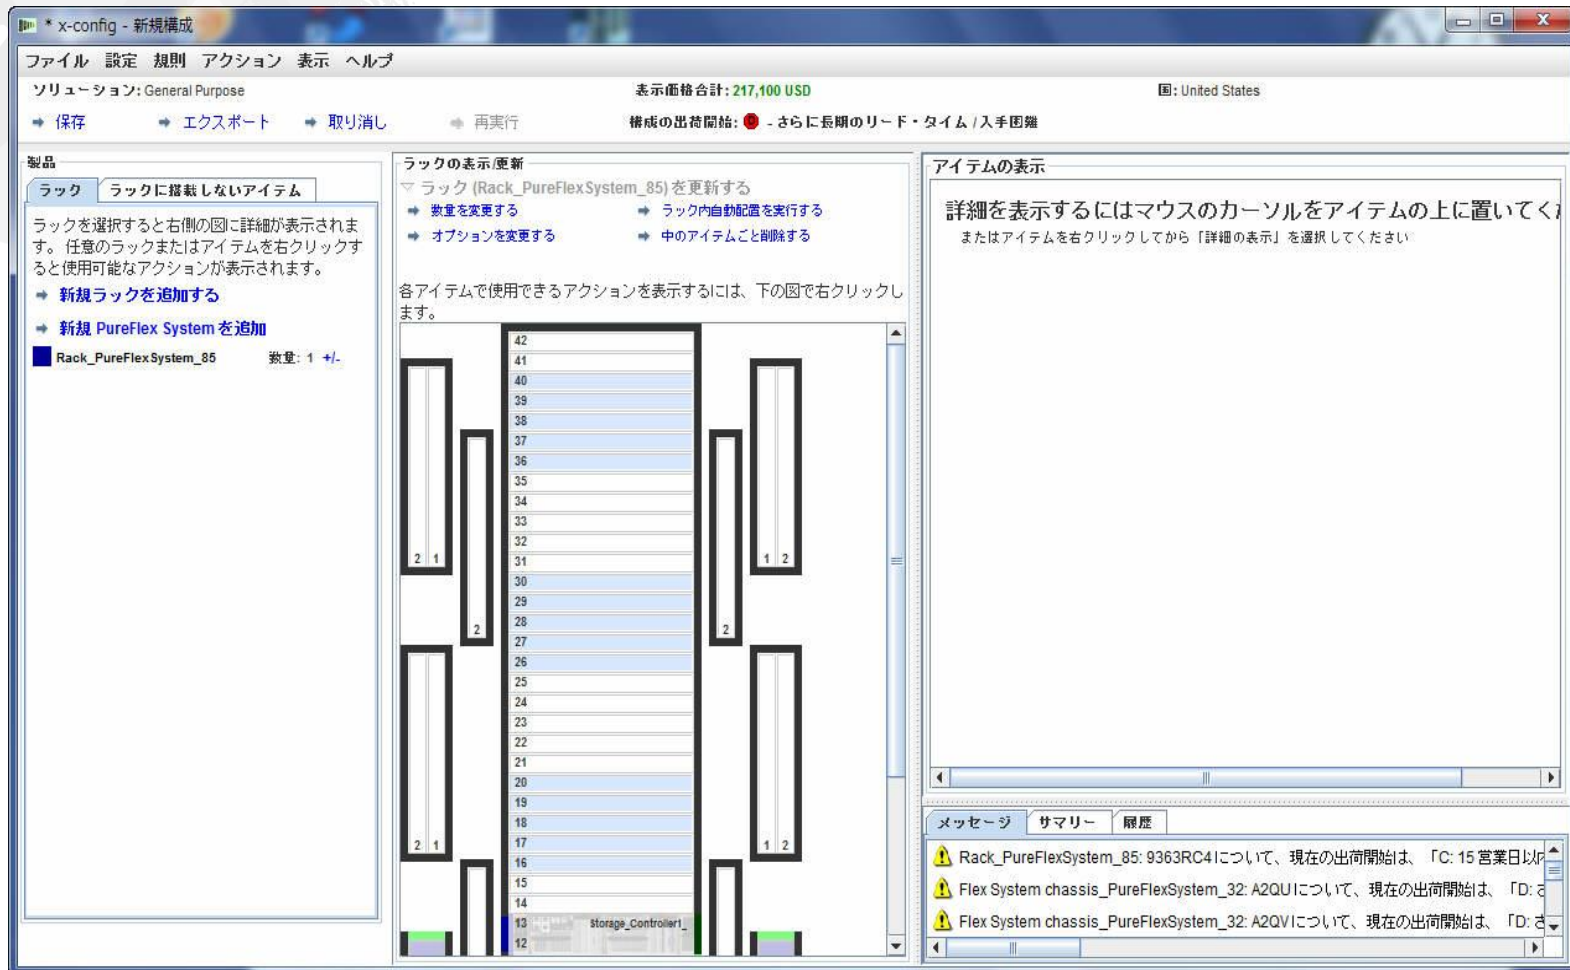 * x-config - 新規構成
ファイル 設定 規則 アクション 表示 ヘルプ
ソリューション: General Purpose
表示価格合計: 217,100 USD
国: United States
保存
エクスポート
取り消し
再実行
構成の出荷開始: - さらに長期のリード・タイム / 入手困難
製品
ラック
ラックに搭載しないアイテム
ラックを選択すると右側の図に詳細が表示されま
す。任意のラックまたはアイテムを右クリックす
ると使用可能なアクションが表示されます。
新規ラックを追加する
新規 PureFlex System を追加
Rack_PureFlexSystem_85 数量: 1 +/-
ラックの表示/更新
ラック (Rack_PureFlexSystem_85) を更新する
数量を変更する
ラック内自動配置を実行する
オプションを変更する
中のアイテムごと削除する
各アイテムで使用できるアクションを表示するには、下の図で右クリックし
ます。
42
41
40
39
38
37
36
35
34
33
32
31
30
29
28
27
26
25
24
23
22
21
20
19
18
17
16
15
14
13 Storage_Controller1_
12
2 1
2
2 1
1 2
2
1 2
アイテムの表示
詳細を表示するにはマウスのカーソルをアイテムの上に置いてくだ
またはアイテムを右クリックしてから「詳細の表示」を選択してください
メッセージ
サマリー
履歴
Rack_PureFlexSystem_85: 9363RC4について、現在の出荷開始は、「C: 15 営業日以内
Flex System chassis_PureFlexSystem_32: A2QUについて、現在の出荷開始は、「D: さ
Flex System chassis_PureFlexSystem_32: A2QVについて、現在の出荷開始は、「D: さ